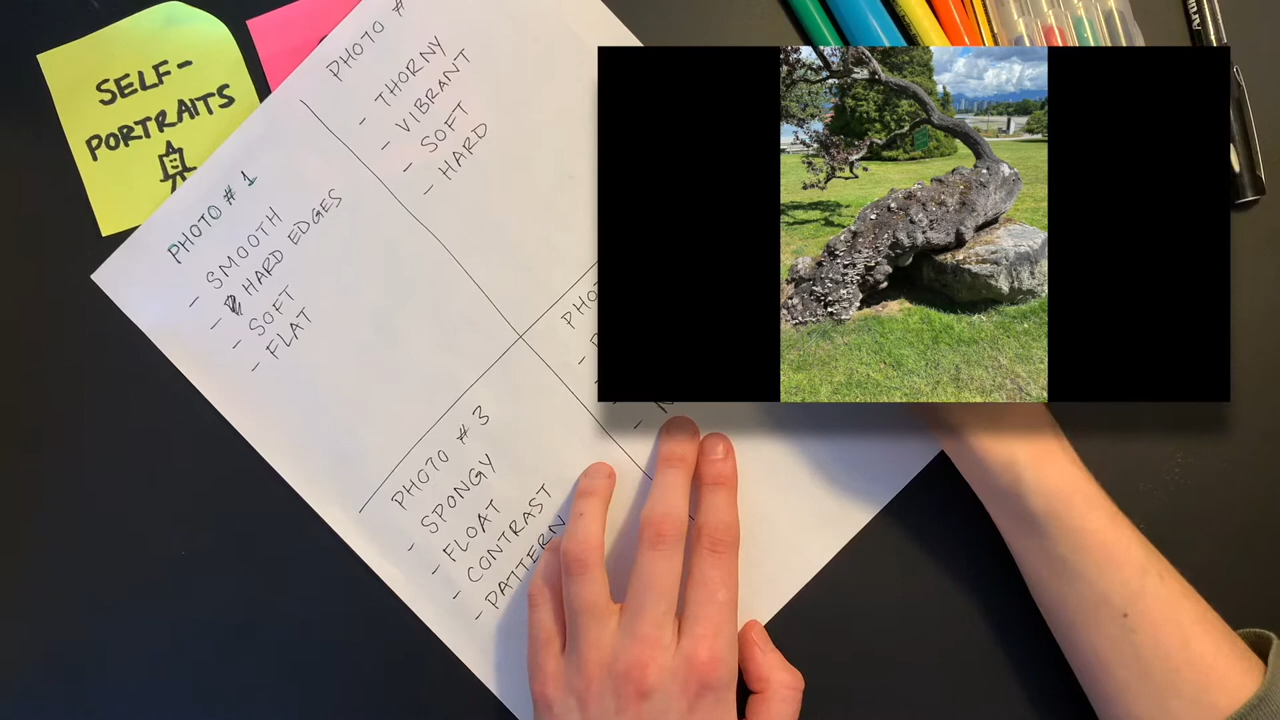 SELF-
PORTRAITS
PHOTO # 1
- SMOOTH
- HARD EDGES
- SOFT
- FLAT
PHOTO #
- THORNY
- VIBRANT
- SOFT
- HARD
PHOTO # 3
- SPONGY
- FLOAT
- CONTRAST
- PATTERN
PHO